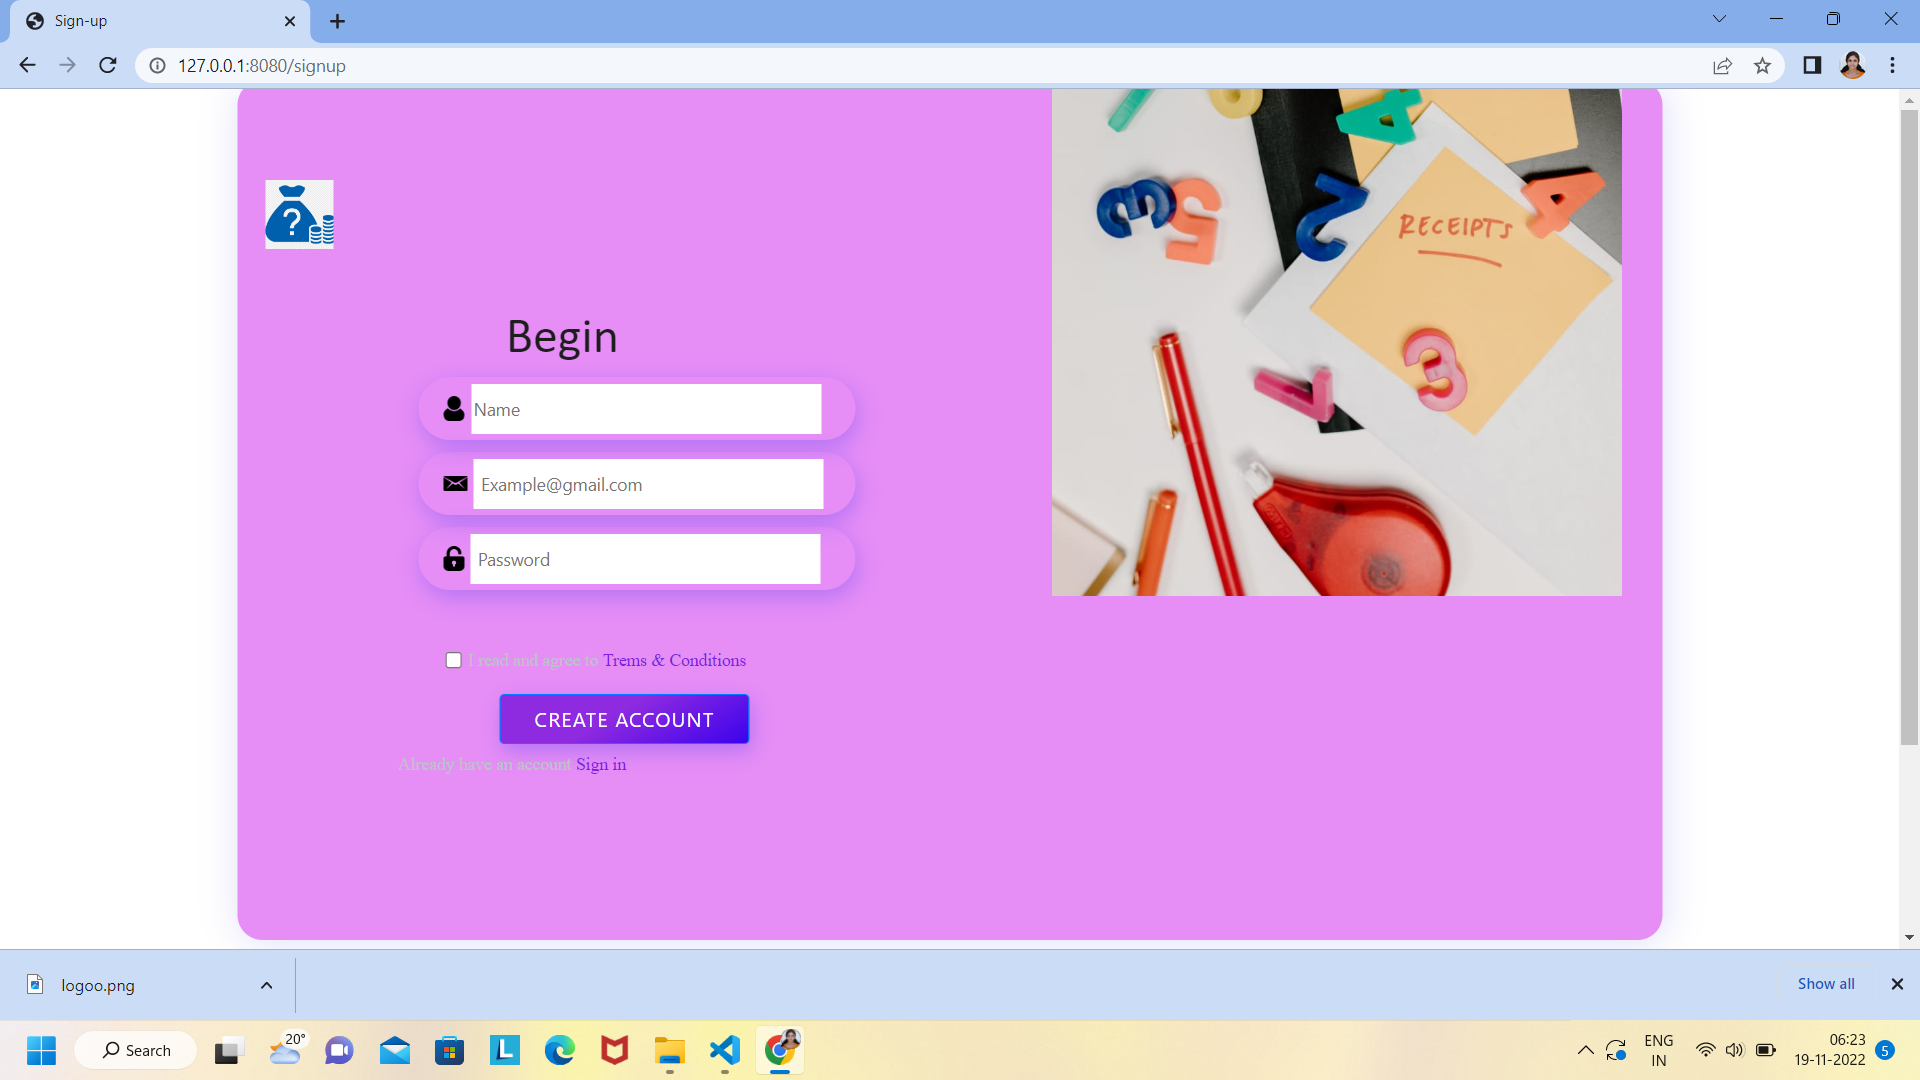 Sign-up
127.0.0.1:8080/signup
?
RECEIPTS
Begin
Name
Example@gmail.com
Password
I read and agree to Trems & Conditions
CREATE ACCOUNT
Already have an account Sign in
logoo.png
Show all
Search
20°
L
ENG
IN
06:23
19-11-2022
5